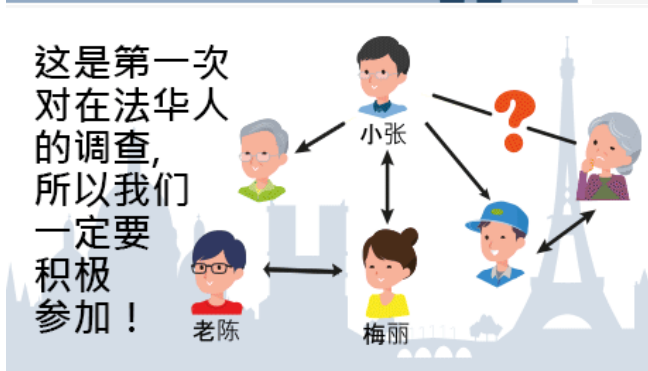 这是第一次
对在法华人
的调查,
所以我们
一定要
积极
参加！
小张
?
老陈
梅丽